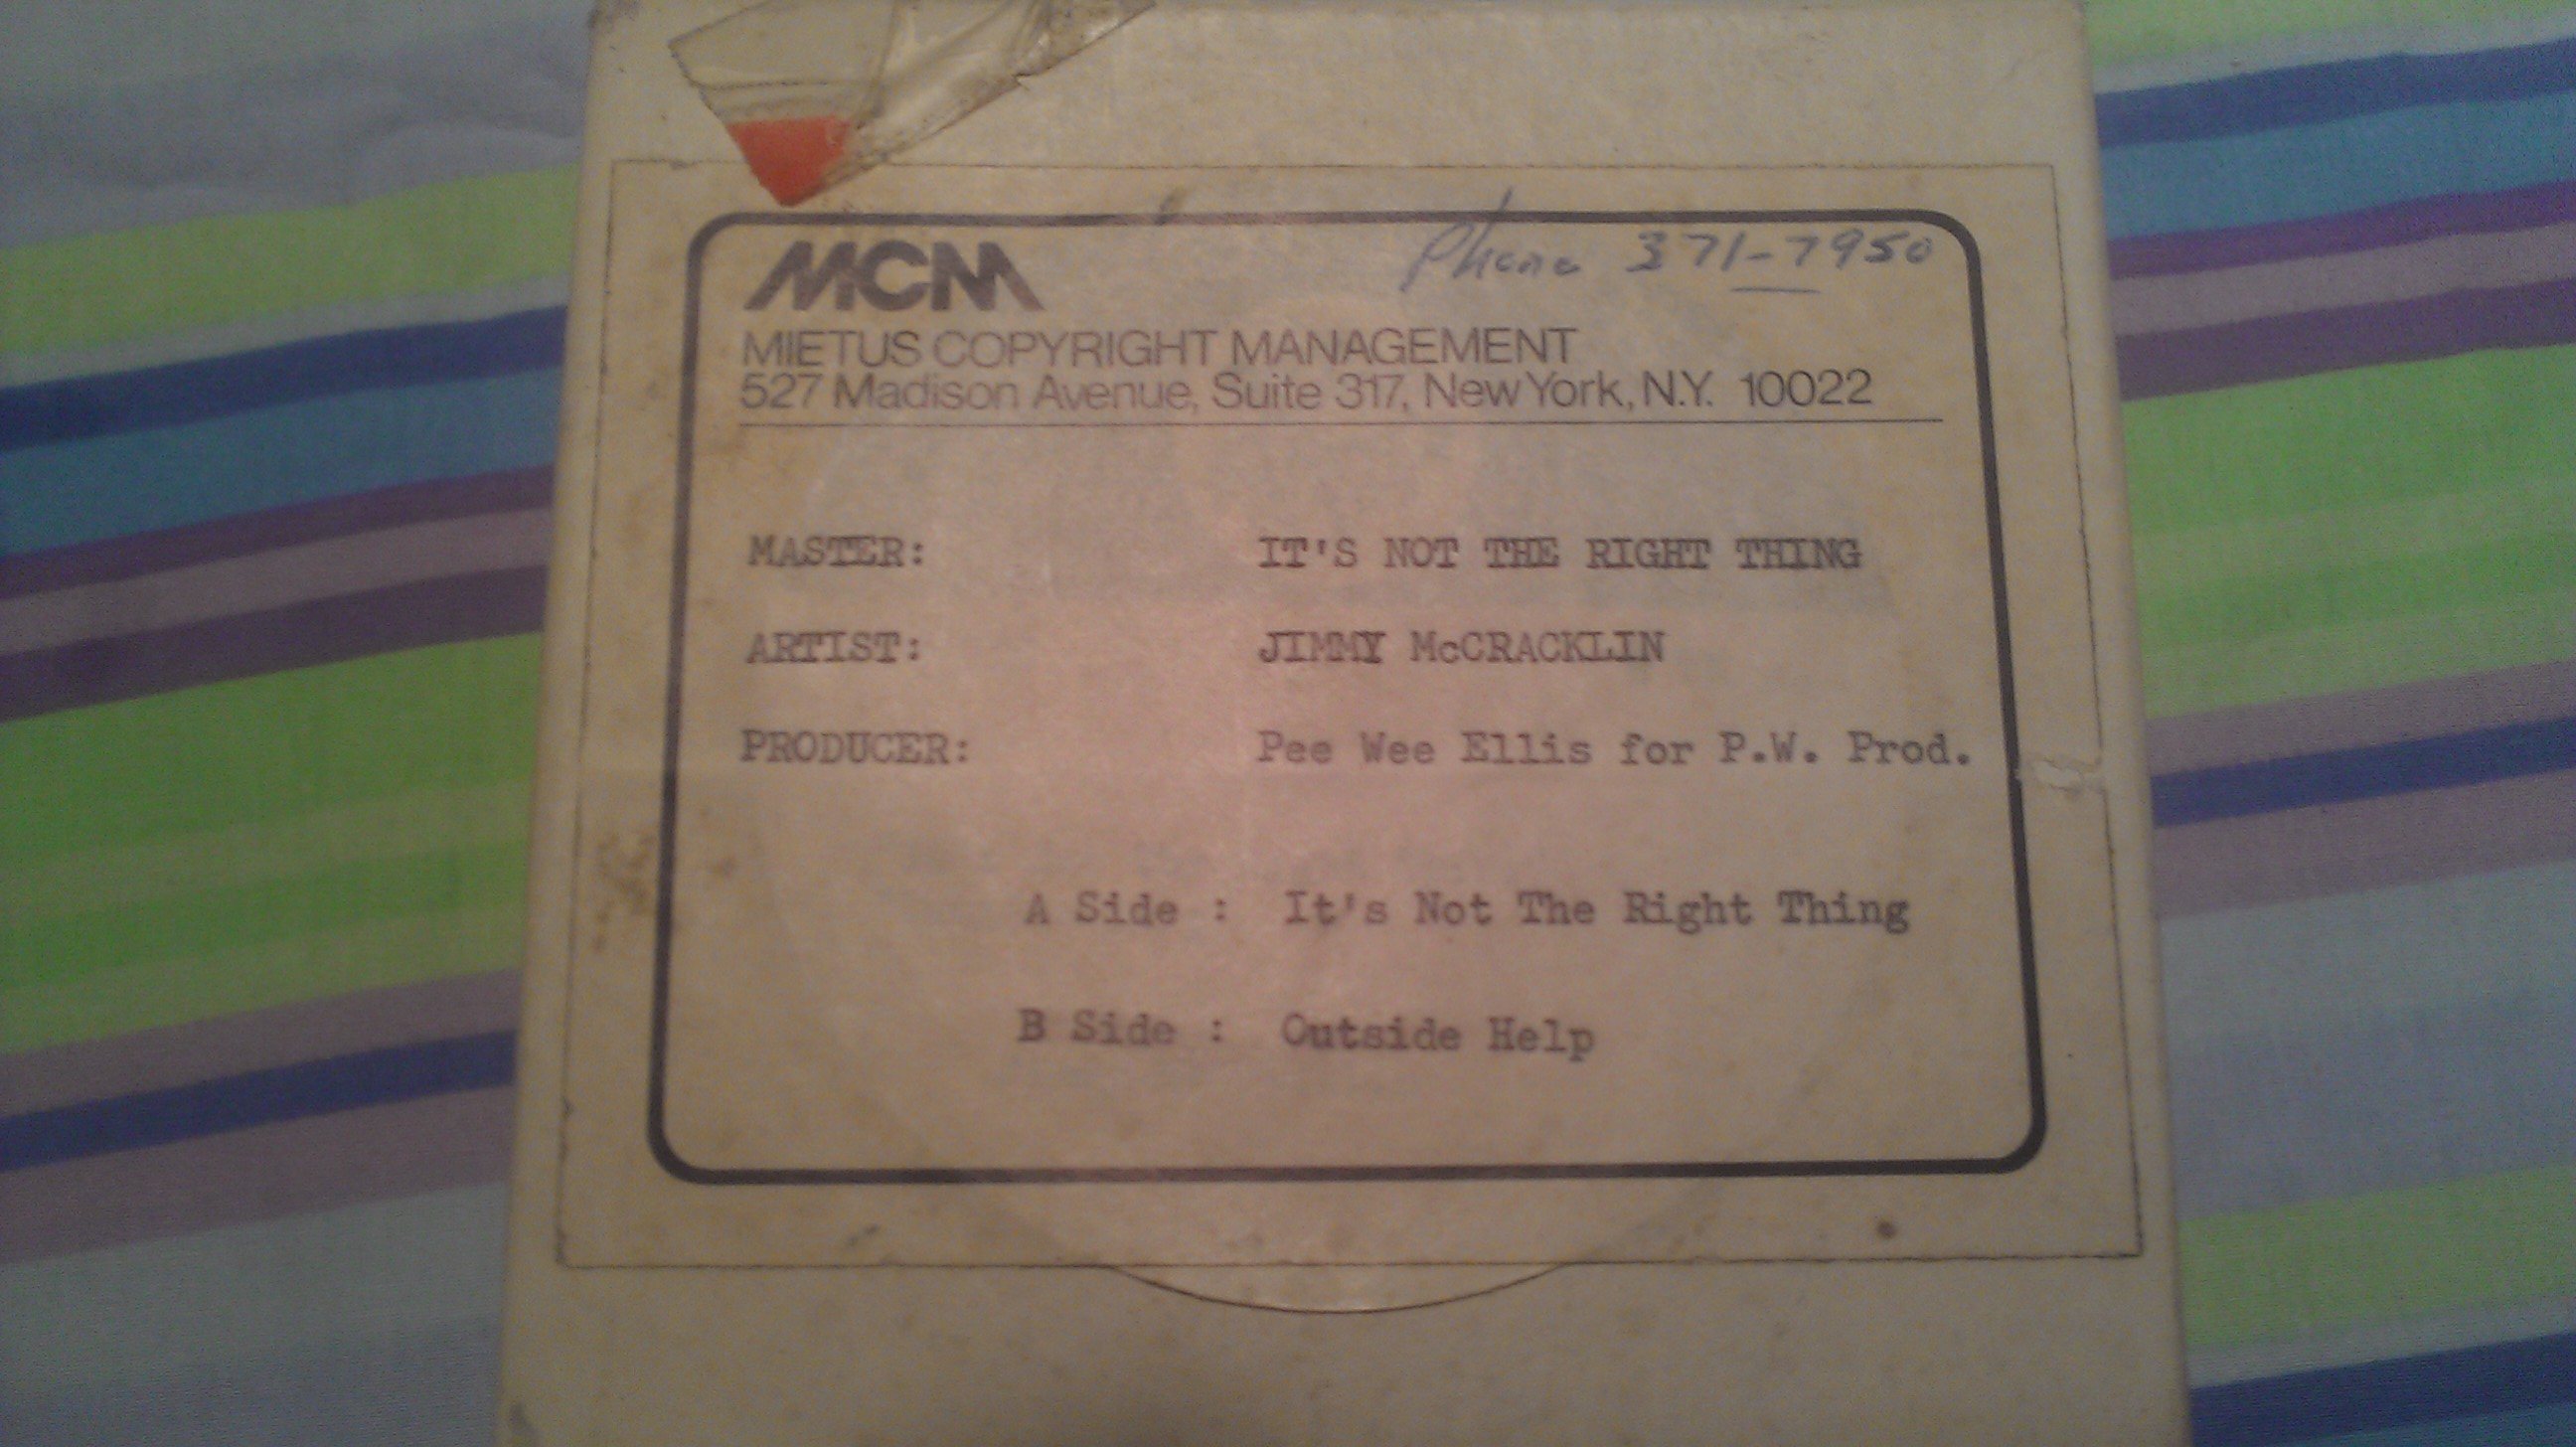 MCM
Phone 371-7950
MIETUS COPYRIGHT MANAGEMENT
527 Madison Avenue, Suite 317, New York, N.Y. 10022
MASTER: IT'S NOT THE RIGHT THING
ARTIST: JIMMY McCRACKLIN
PRODUCER: Pee Wee Ellis for P.W. Prod.
A Side : It's Not The Right Thing
B Side : Outside Help